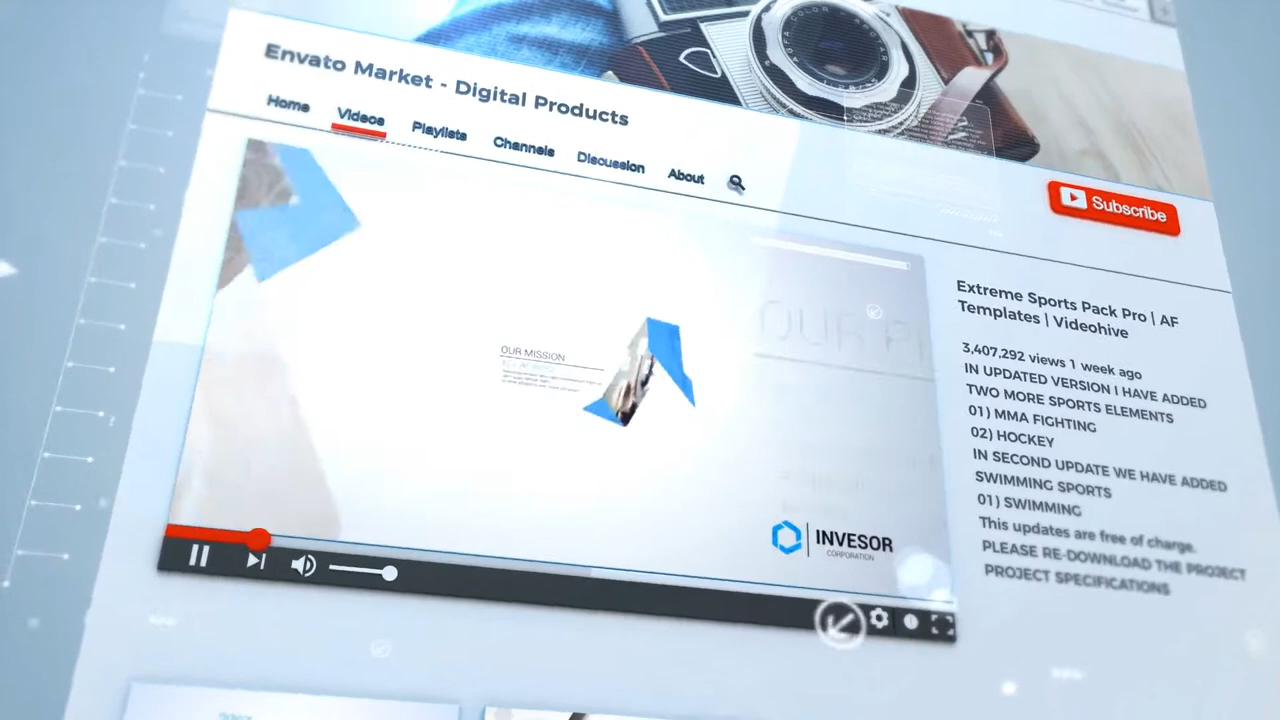 Envato Market - Digital Products
Home Videos Playlists Channels Discussion About
Subscribe
Extreme Sports Pack Pro | AF
Templates | Videohive
3,407,292 views 1 week ago
IN UPDATED VERSION I HAVE ADDED
TWO MORE SPORTS ELEMENTS
01) MMA FIGHTING
02) HOCKEY
IN SECOND UPDATE WE HAVE ADDED
SWIMMING SPORTS
01) SWIMMING
This updates are free of charge.
PLEASE RE-DOWNLOAD THE PROJECT
PROJECT SPECIFICATIONS
OUR MISSION
OUR
INVESOR
CORPORATION